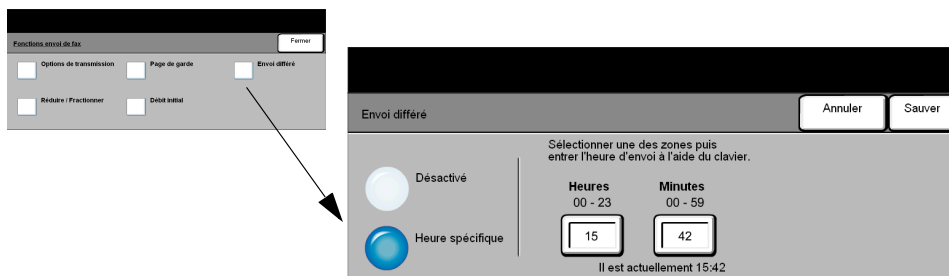 Fonctions envoi de fax
Fermer
Options de transmission
Page de garde
Envoi différé
Réduire / Fractionner
Débit initial
Envoi différé
Annuler
Sauver
Sélectionner une des zones puis
entrer l'heure d'envoi à l'aide du clavier.
Désactivé
Heures
Minutes
00 - 23
00 - 59
Heure spécifique
15
42
Il est actuellement 15:42